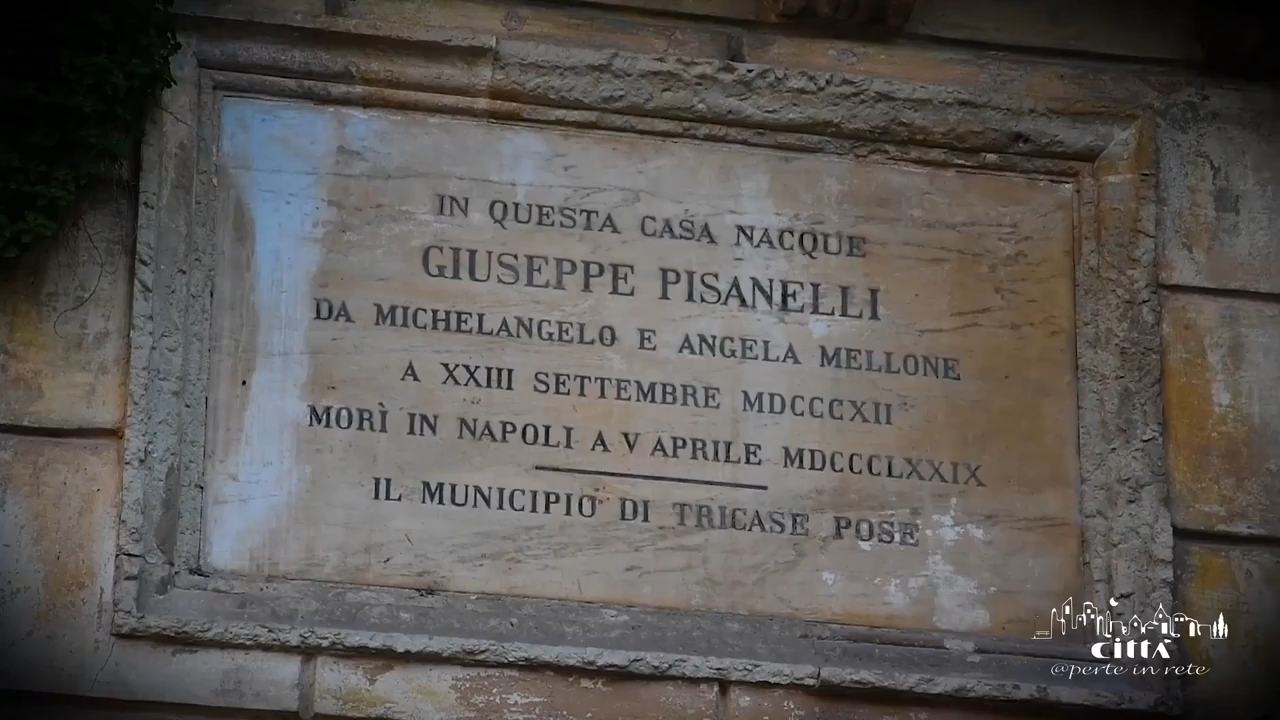 IN QUESTA CASA NACQUE
GIUSEPPE PISANELLI
DA MICHELANGELO E ANGELA MELLONE
A XXIII SETTEMBRE MDCCCXII
MORÌ IN NAPOLI A V APRILE MDCCCLXXIX
IL MUNICIPIO DI TRICASE POSE
CITTÀ
@perte in rete